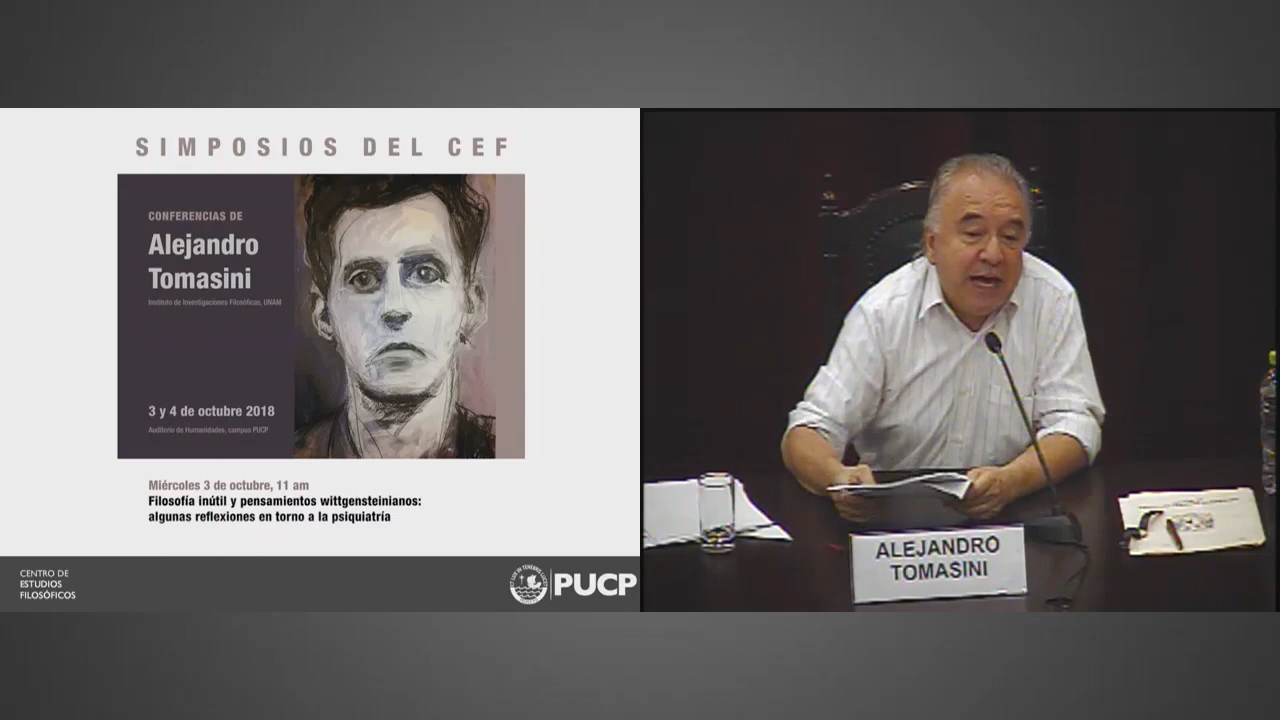 SIMPOSIOS DEL CEF
CONFERENCIAS DE
Alejandro
Tomasini
Instituto de Investigaciones Filosóficas, UNAM
3 y 4 de octubre 2018
Auditorio de Humanidades, campus PUCP
Miércoles 3 de octubre, 11 am
Filosofía inútil y pensamientos wittgensteinianos:
algunas reflexiones en torno a la psiquiatría
CENTRO DE
ESTUDIOS
FILOSÓFICOS
PUCP
ALEJANDRO
TOMASINI